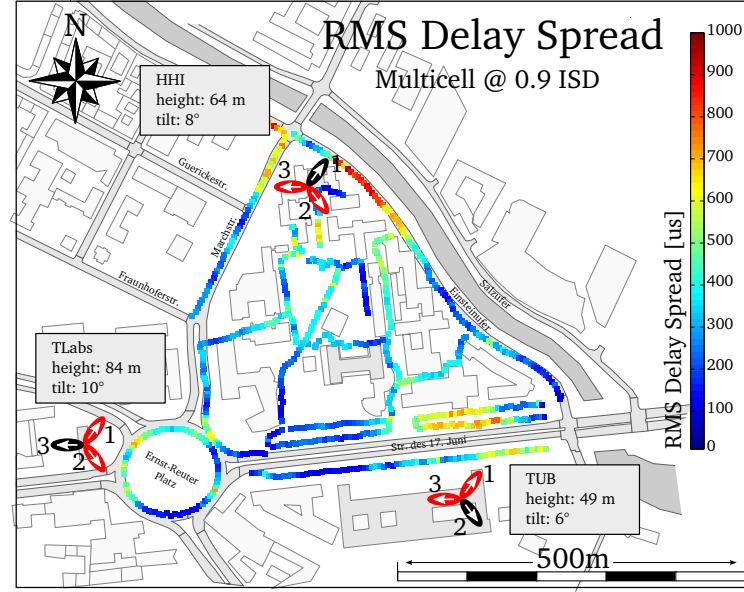 N
RMS Delay Spread
Multicell @ 0.9 ISD
HHI
height: 64 m
tilt: 8°
1
2
3
Guerickestr.
Marchstr.
Fraunhoferstr.
Salzufer
Einsteinufer
TLabs
height: 84 m
tilt: 10°
1
2
3
Ernst-Reuter
Platz
Str. des 17. Juni
TUB
height: 49 m
tilt: 6°
1
2
3
500m
1000
900
800
700
600
500
400
300
200
100
0
RMS Delay Spread [us]